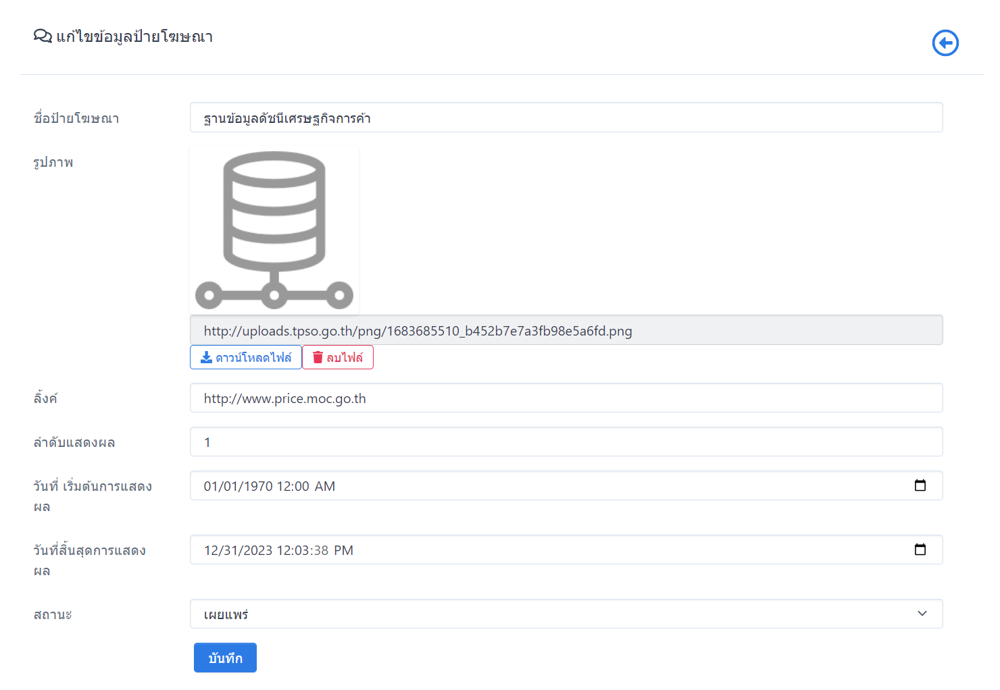 แก้ไขข้อมูลป้ายโฆษณา
ชื่อป้ายโฆษณา
ฐานข้อมูลดัชนีเศรษฐกิจการค้า
รูปภาพ
http://uploads.tpso.go.th/png/1683685510_b452b7e7a3fb98e5a6fd.png
ดาวน์โหลดไฟล์
ลบไฟล์
ลิ้งค์
http://www.price.moc.go.th
ลำดับแสดงผล
1
วันที่ เริ่มต้นการแสดง
ผล
01/01/1970 12:00 AM
วันที่สิ้นสุดการแสดง
ผล
12/31/2023 12:03:38 PM
สถานะ
เผยแพร่
บันทึก